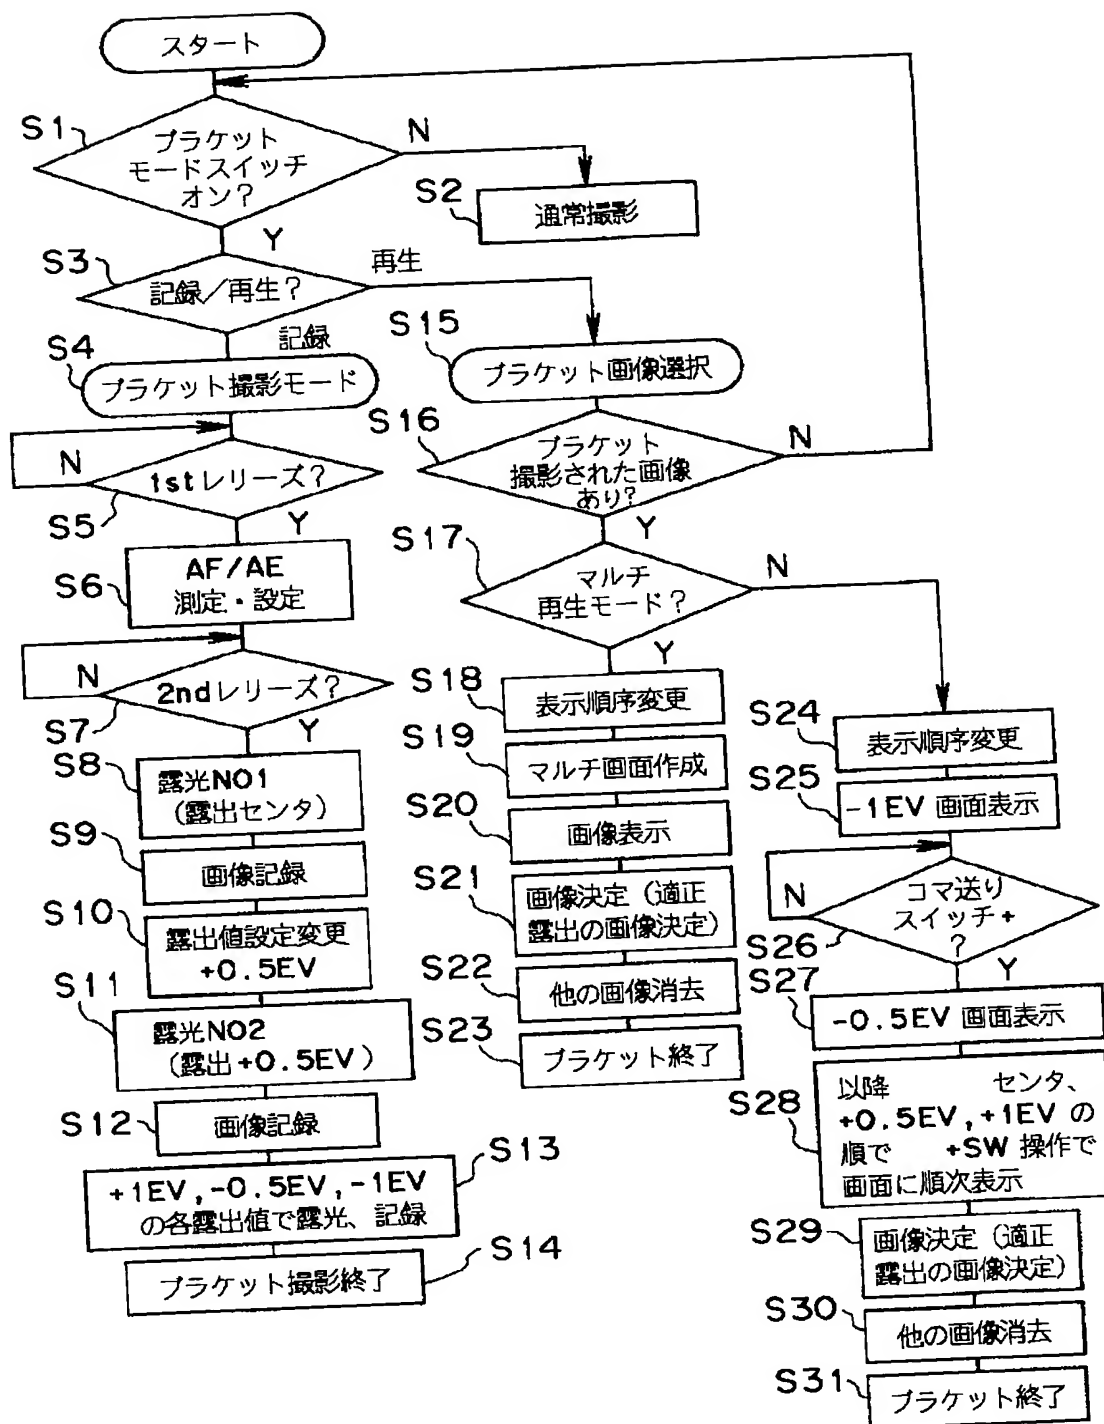 スタート
S1
ブラケット
モードスイッチ
オン?
N
S2
通常撮影
Y
S3
記録/再生?
再生
記録
S4
ブラケット撮影モード
N
1stレリーズ?
S5
Y
S6
AF/AE
測定・設定
N
2ndレリーズ?
S7
Y
S8
露光NO1
(露出センタ)
S9
画像記録
S10
露出値設定変更
+0.5EV
S11
露光NO2
(露出+0.5EV)
S12
画像記録
S13
+1EV,-0.5EV,-1EV
の各露出値で露光、記録
S14
ブラケット撮影終了
S15
ブラケット画像選択
S16
ブラケット
撮影された画像
あり?
N
Y
S17
マルチ
再生モード?
N
Y
S18
表示順序変更
S19
マルチ画面作成
S20
画像表示
S21
画像決定(適正
露出の画像決定)
S22
他の画像消去
S23
ブラケット終了
S24
表示順序変更
S25
-1EV 画面表示
N
コマ送り
スイッチ+
?
S26
Y
S27
-0.5EV 画面表示
S28
以降 センタ、
+0.5EV,+1EVの
順で +SW 操作で
画面に順次表示
S29
画像決定(適正
露出の画像決定)
S30
他の画像消去
S31
ブラケット終了